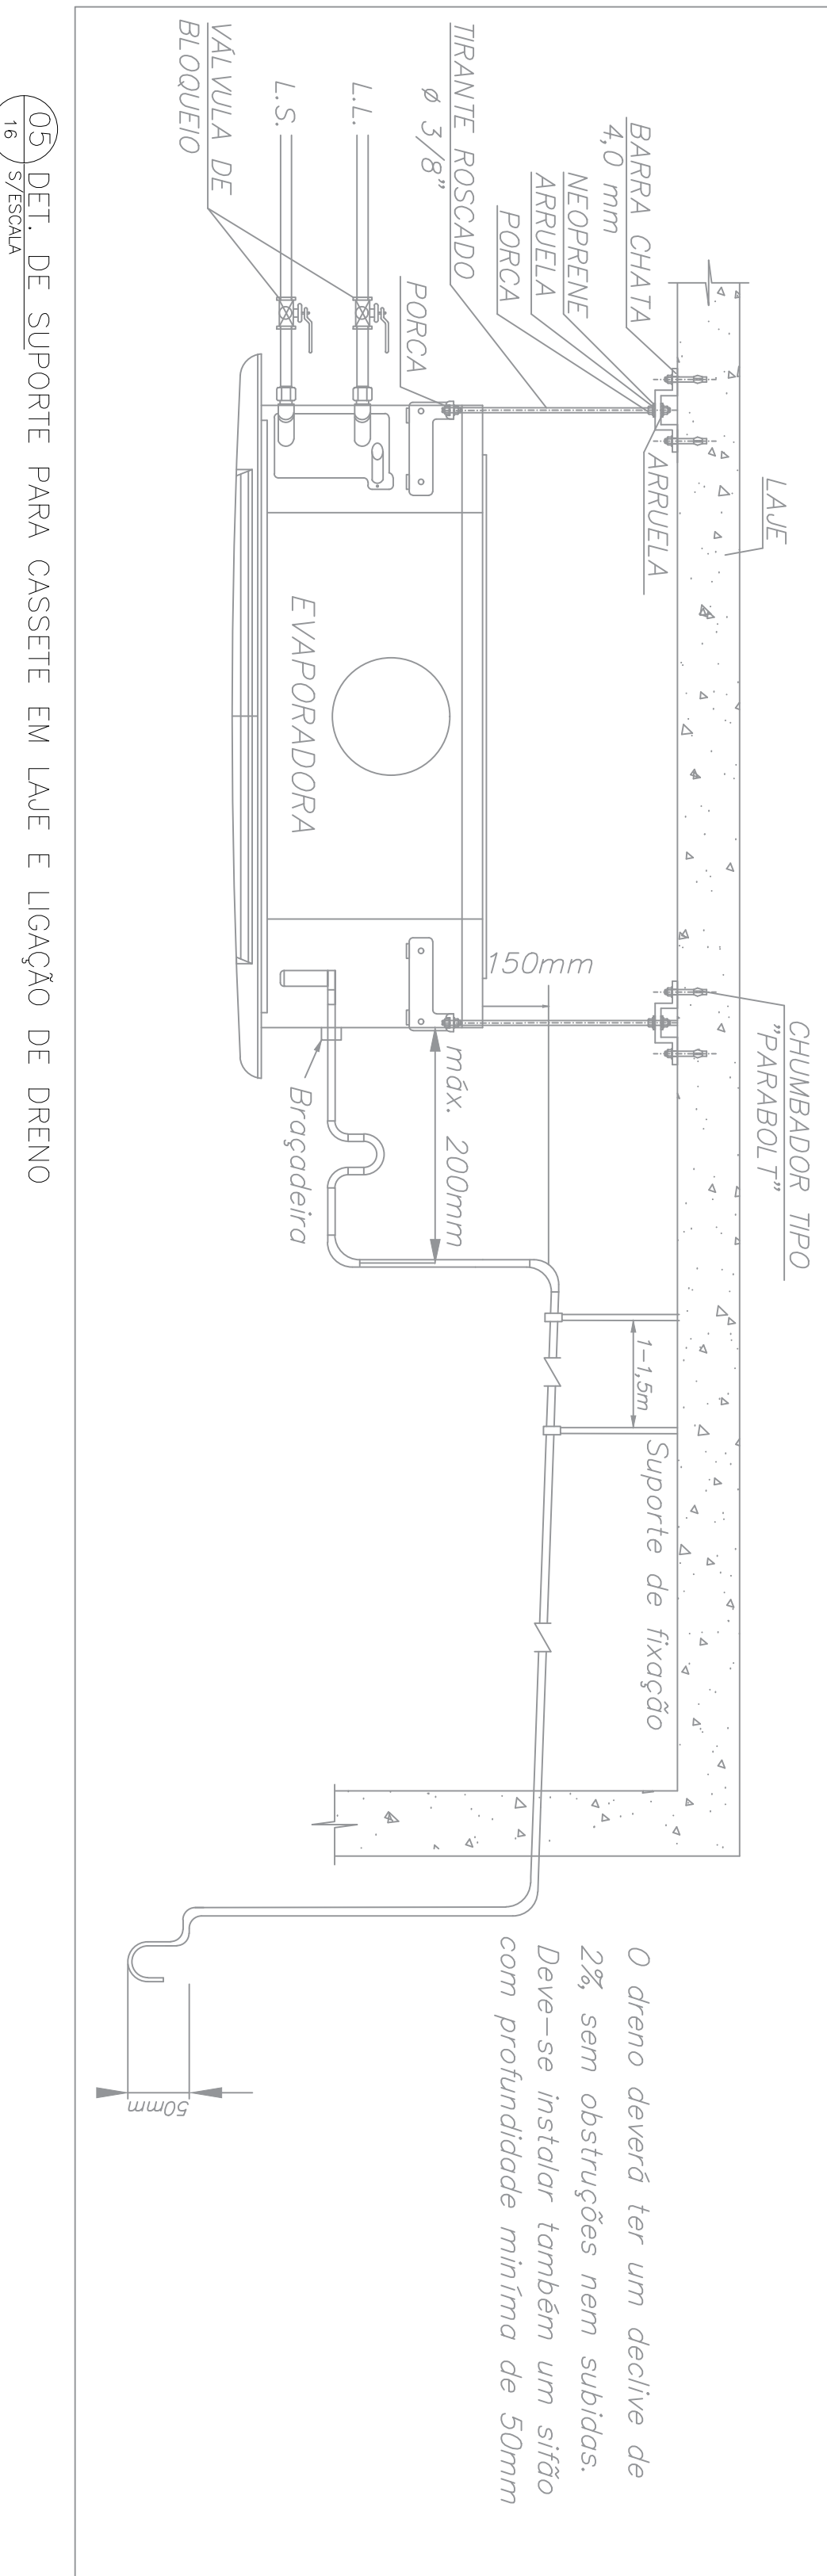 LAJE
CHUMBADOR TIPO
"PARABOLT"
BARRA CHATA
4,0 mm
NEOPRENE
ARRUELA
PORCA
ARRUELA
TIRANTE ROSCADO
Ø 3/8"
PORCA
L.L.
L.S.
VÁLVULA DE
BLOQUEIO
EVAPORADORA
150mm
máx. 200mm
Braçadeira
1-1,5m
Suporte de fixação
O dreno deverá ter um declive de
2%, sem obstruções nem subidas.
Deve-se instalar também um sifão
com profundidade miníma de 50mm
50mm
05 DET. DE SUPORTE PARA CASSETE EM LAJE E LIGAÇÃO DE DRENO
16 S/ESCALA